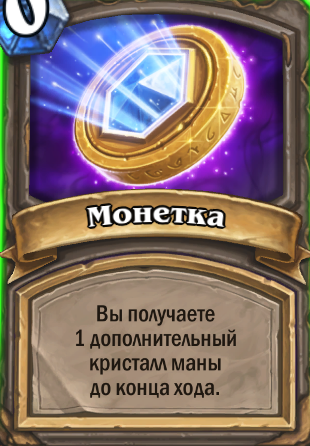 0
Монетка
Вы получаете
1 дополнительный
кристалл маны
до конца хода.